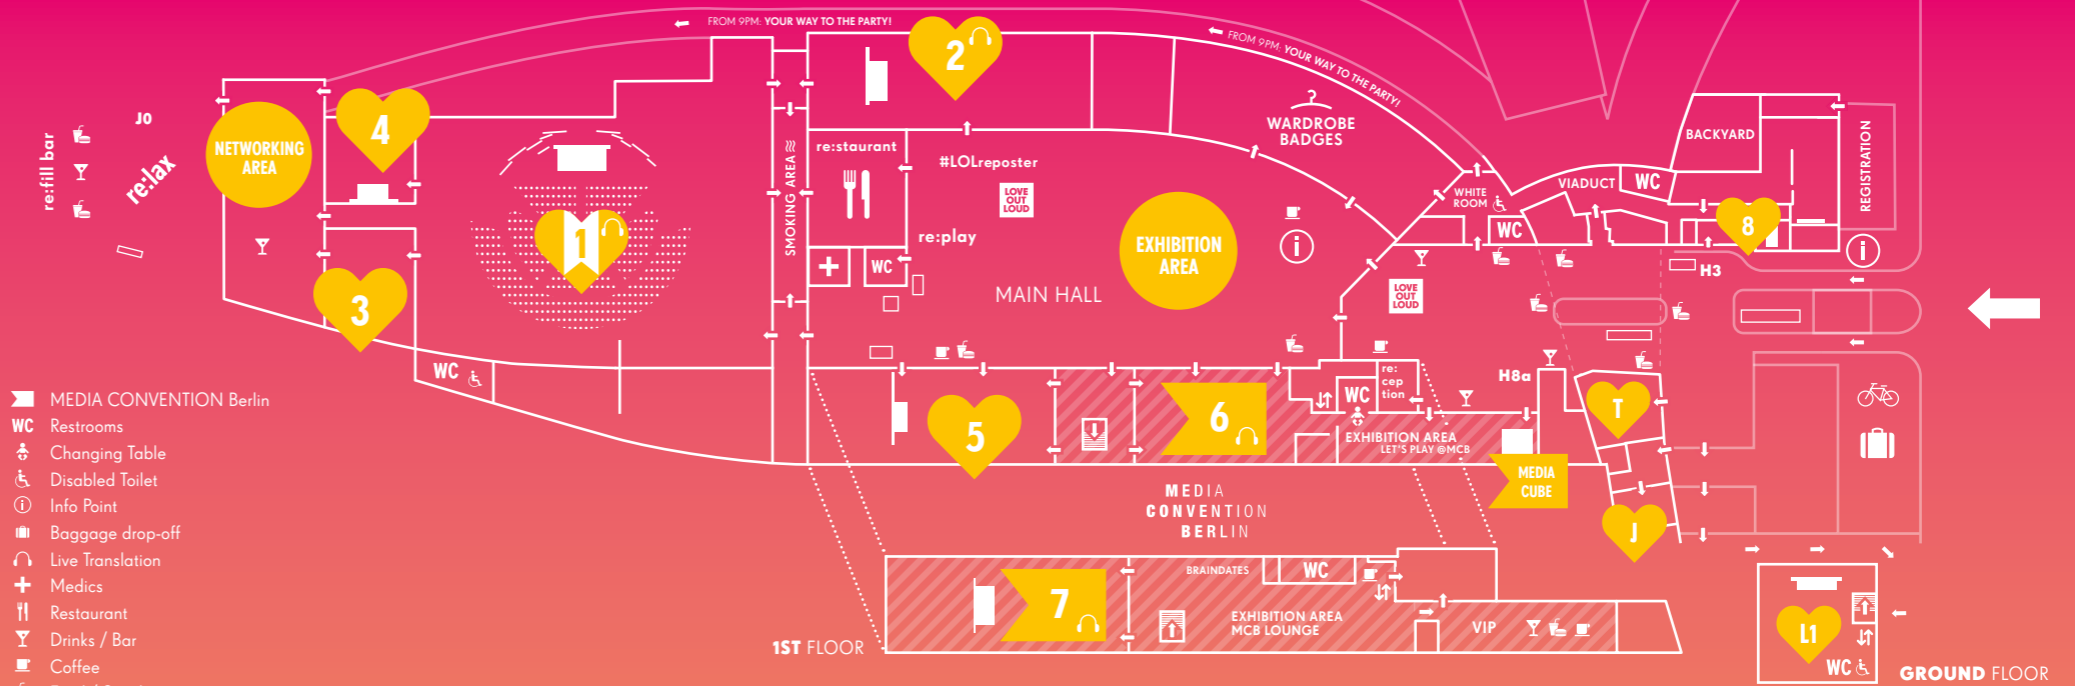 FROM 9PM: YOUR WAY TO THE PARTY!
FROM 9PM: YOUR WAY TO THE PARTY!
2
J0
re:fill bar
re:lax
NETWORKING
AREA
4
3
1
SMOKING AREA
re:staurant
#LOLreposter
LOVE
OUT
LOUD
re:play
WC
MAIN HALL
EXHIBITION
AREA
WARDROBE
BADGES
WHITE
ROOM
WC
VIADUCT
WC
BACKYARD
REGISTRATION
8
H3
LOVE
OUT
LOUD
WC
5
6
WC
re:
cep
tion
H8a
T
EXHIBITION AREA
LET'S PLAY @MCB
MEDIA
CUBE
J
MEDIA
CONVENTION
BERLIN
7
BRAINDATES
WC
EXHIBITION AREA
MCB LOUNGE
VIP
1ST FLOOR
L1
WC
GROUND FLOOR
MEDIA CONVENTION Berlin
WC Restrooms
Changing Table
Disabled Toilet
Info Point
Baggage drop-off
Live Translation
Medics
Restaurant
Drinks / Bar
Coffee